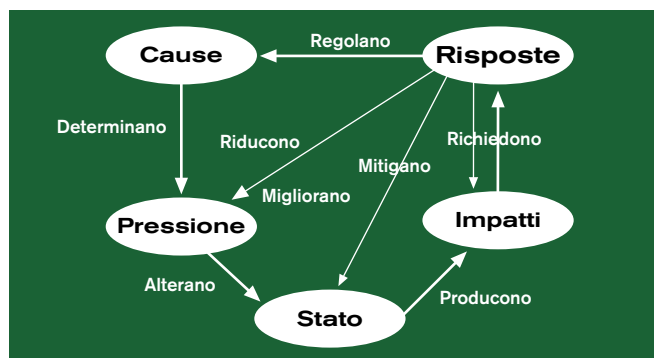 Regolano
Cause
Risposte
Determinano
Riducono
Richiedono
Mitigano
Migliorano
Pressione
Impatti
Alterano
Producono
Stato